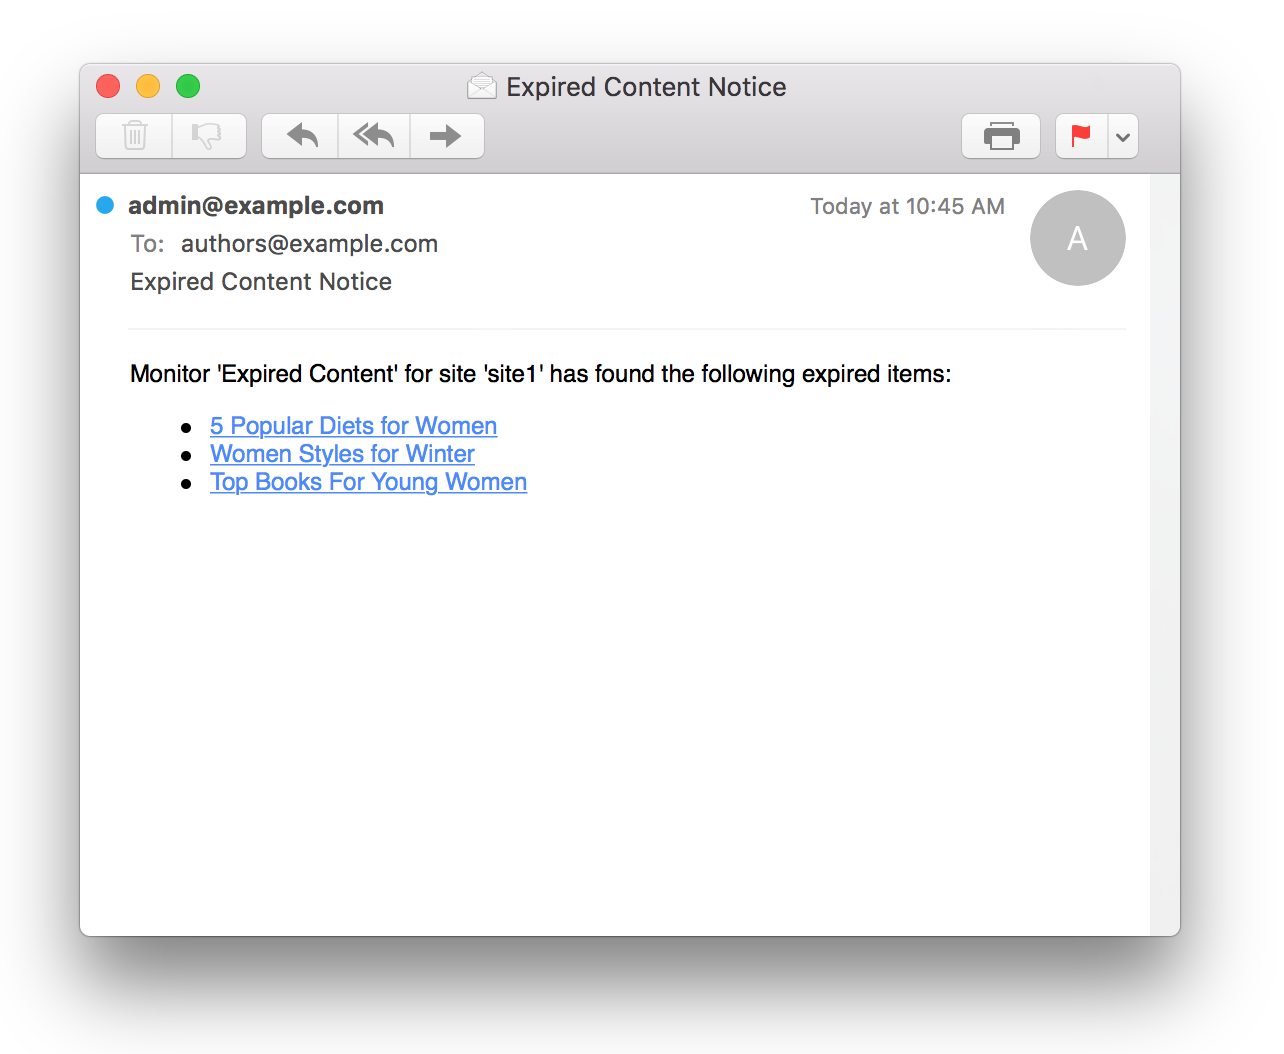 Expired Content Notice
admin@example.com
Today at 10:45 AM
A
To: authors@example.com
Expired Content Notice
Monitor 'Expired Content' for site 'site1' has found the following expired items:
• 5 Popular Diets for Women
• Women Styles for Winter
• Top Books For Young Women